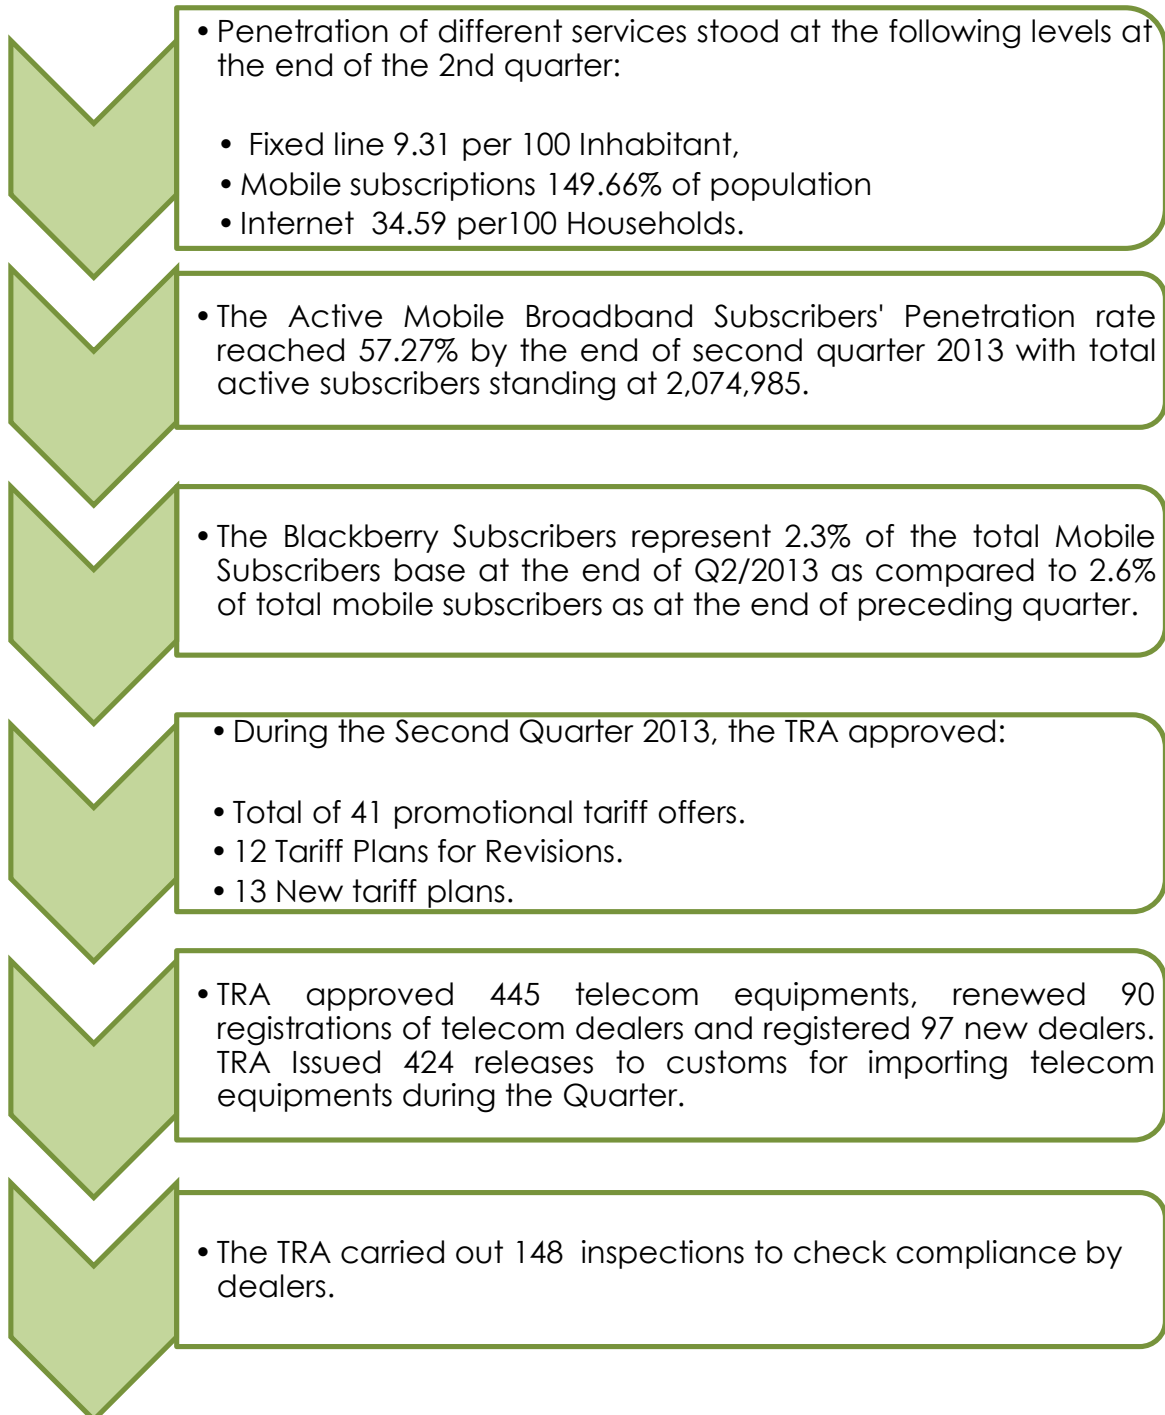 • Penetration of different services stood at the following levels at
the end of the 2nd quarter:
• Fixed line 9.31 per 100 Inhabitant,
• Mobile subscriptions 149.66% of population
• Internet 34.59 per100 Households.
• The Active Mobile Broadband Subscribers' Penetration rate
reached 57.27% by the end of second quarter 2013 with total
active subscribers standing at 2,074,985.
• The Blackberry Subscribers represent 2.3% of the total Mobile
Subscribers base at the end of Q2/2013 as compared to 2.6%
of total mobile subscribers as at the end of preceding quarter.
• During the Second Quarter 2013, the TRA approved:
• Total of 41 promotional tariff offers.
• 12 Tariff Plans for Revisions.
• 13 New tariff plans.
• TRA approved 445 telecom equipments, renewed 90
registrations of telecom dealers and registered 97 new dealers.
TRA Issued 424 releases to customs for importing telecom
equipments during the Quarter.
• The TRA carried out 148 inspections to check compliance by
dealers.